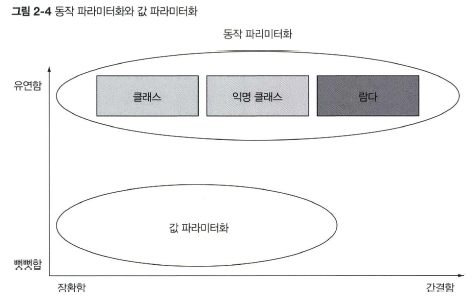 그림 2-4 동작 파라미터화와 값 파라미터화
동작 파라미터화
유연함
클래스
익명 클래스
람다
값 파라미터화
뻣뻣함
장황함
간결함